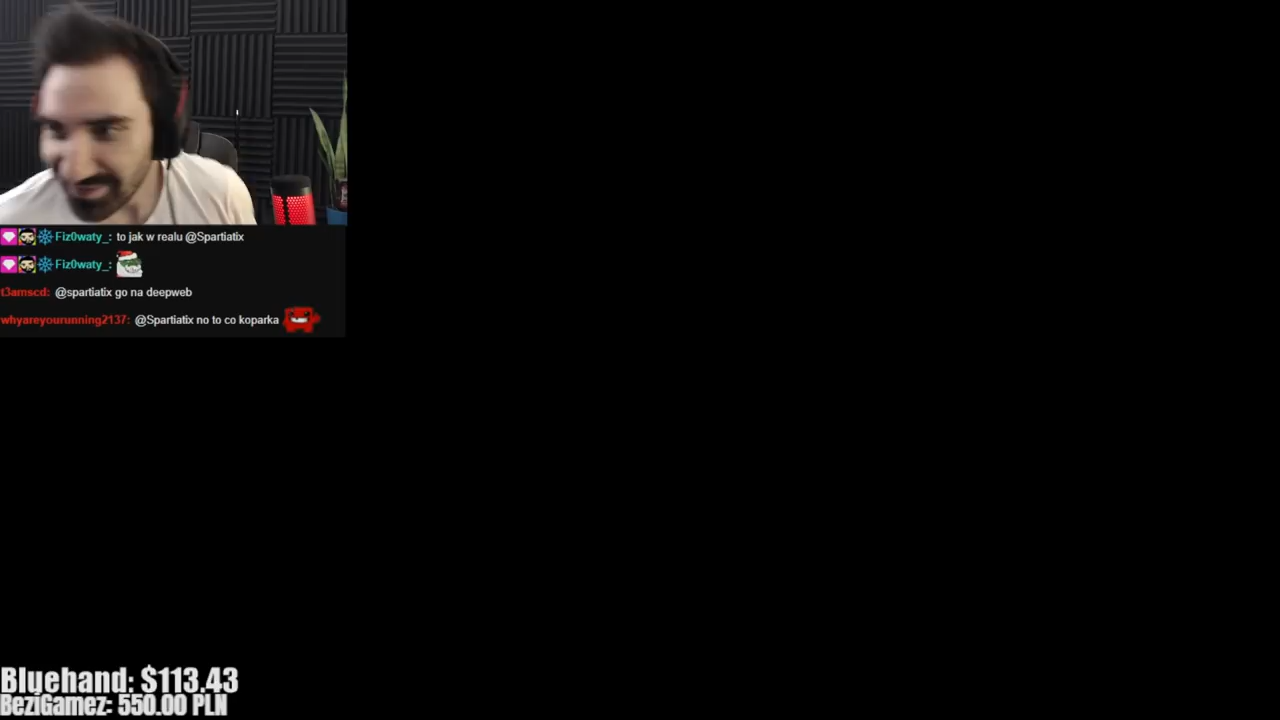 Fiz0waty_: to jak w realu @Spartiatix
Fiz0waty_:
t3amscd: @spartiatix go na deepweb
whyareyourunning2137: @Spartiatix no to co koparka
Bluehand: $113.43
BeziGamez: 550.00 PLN